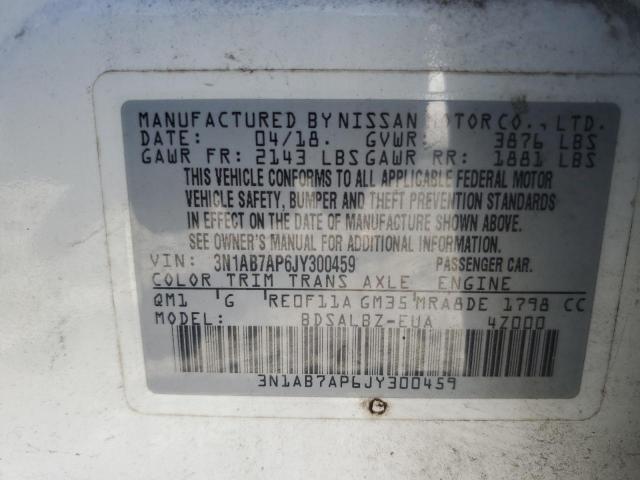 MANUFACTURED BY NISSAN MOTOR CO., LTD.
DATE: 04/18. GVWR: 3876 LBS
GAWR FR: 2143 LBS GAWR RR: 1881 LBS
THIS VEHICLE CONFORMS TO ALL APPLICABLE FEDERAL MOTOR
VEHICLE SAFETY, BUMPER AND THEFT PREVENTION STANDARDS
IN EFFECT ON THE DATE OF MANUFACTURE SHOWN ABOVE.
SEE OWNER'S MANUAL FOR ADDITIONAL INFORMATION.
VIN: 3N1AB7AP6JY300459 PASSENGER CAR.
COLOR TRIM TRANS AXLE ENGINE
QM1 G RE0F11A GM35 MRA8DE 1798 CC
MODEL: BDSALBZ-EUA 4Z000
3N1AB7AP6JY300459
G